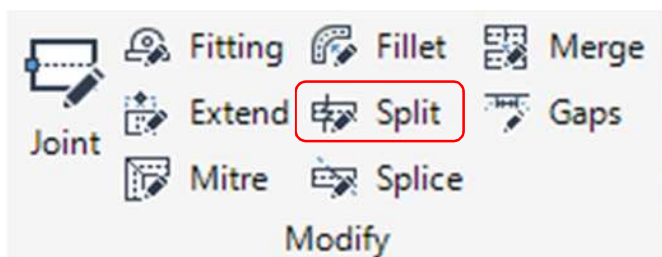 Fitting Fillet Merge
Extend Split Gaps
Joint
Mitre Splice
Modify